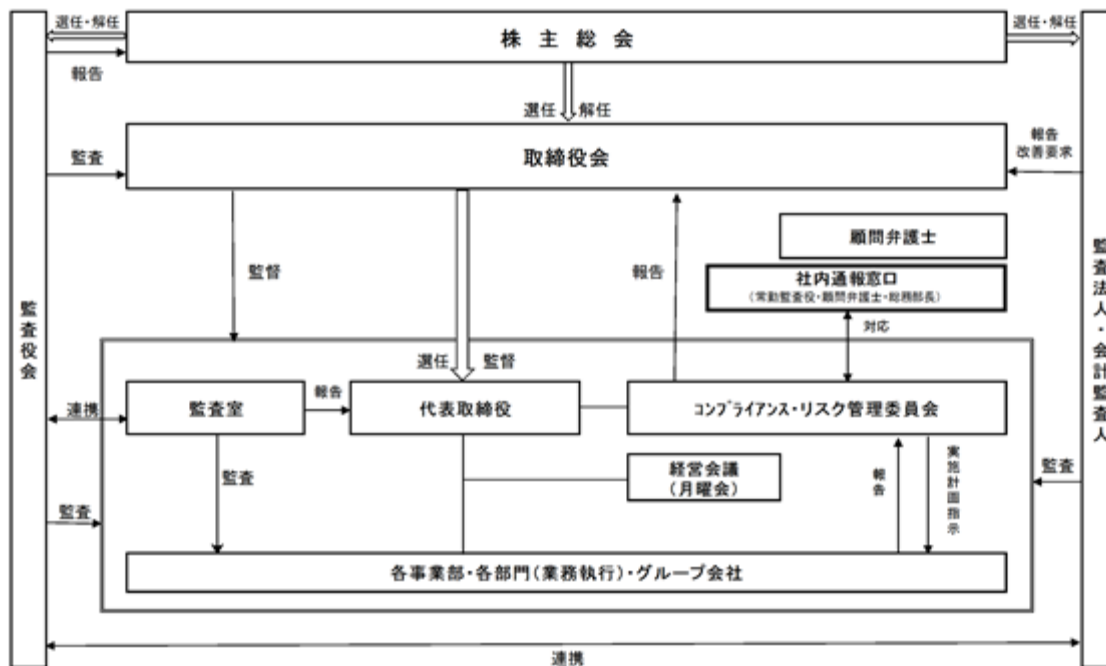 選任・解任
株主総会
選任・解任
報告
選任 解任
監査
取締役会
報告
改善要求
顧問弁護士
監督
報告
社内通報窓口
(常勤監査役・顧問弁護士・総務部長)
対応
監査役会
監査法人・会計監査人
選任 監督
連携
監査室
報告
代表取締役
コンプライアンス・リスク管理委員会
監査
経営会議
(月曜会)
報告
実施計画指示
監査
監査
各事業部・各部門(業務執行)・グループ会社
連携